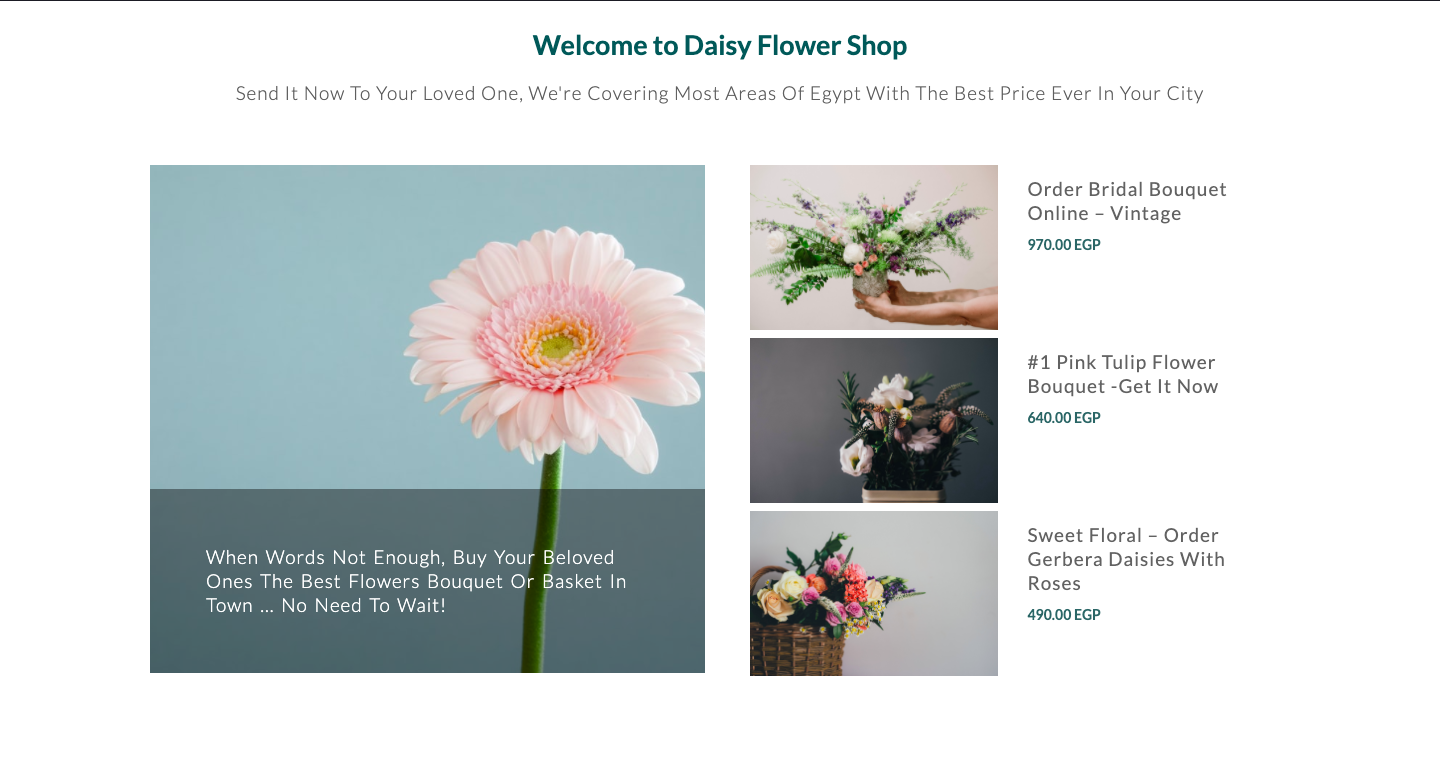 Welcome to Daisy Flower Shop
Send It Now To Your Loved One, We're Covering Most Areas Of Egypt With The Best Price Ever In Your City
When Words Not Enough, Buy Your Beloved
Ones The Best Flowers Bouquet Or Basket In
Town ... No Need To Wait!
Order Bridal Bouquet
Online – Vintage
970.00 EGP
#1 Pink Tulip Flower
Bouquet -Get It Now
640.00 EGP
Sweet Floral – Order
Gerbera Daisies With
Roses
490.00 EGP